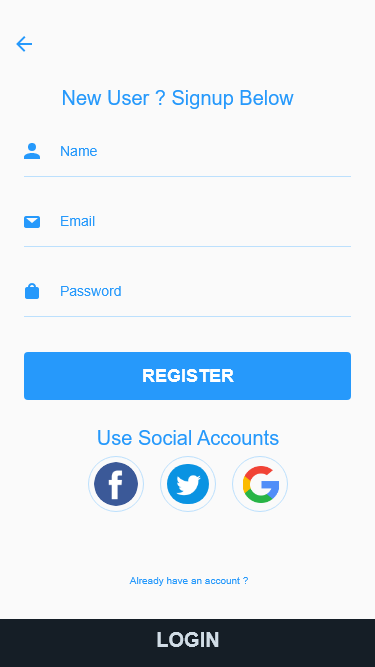 New User ? Signup Below
Name
Email
Password
REGISTER
Use Social Accounts
Already have an account ?
LOGIN